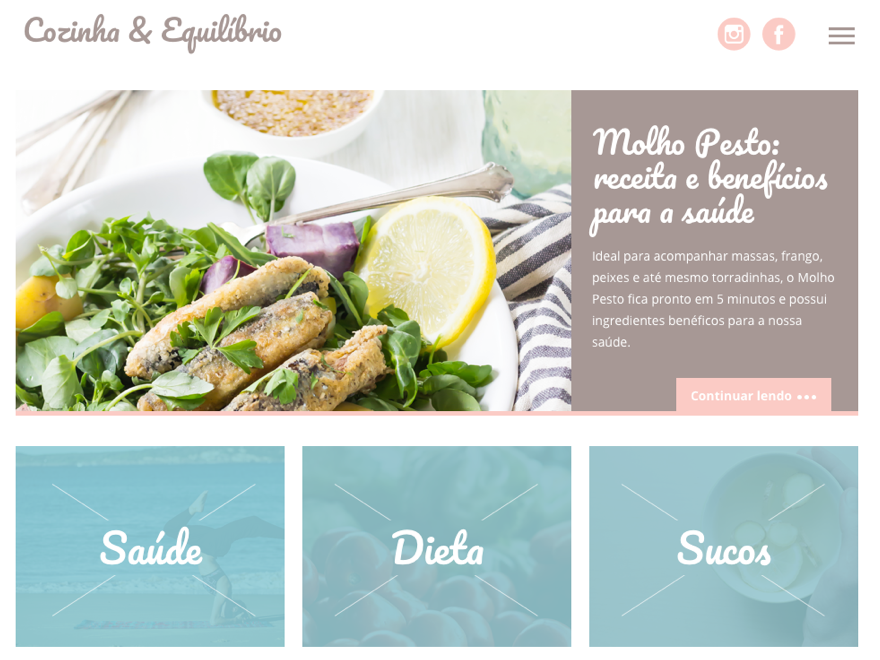 Cozinha & Equilíbrio
Molho Pesto:
receita e benefícios
para a saúde
Ideal para acompanhar massas, frango,
peixes e até mesmo torradinhas, o Molho
Pesto fica pronto em 5 minutos e possui
ingredientes benéficos para a nossa
saúde.
Continuar lendo •••
Saúde
Dieta
Sucos